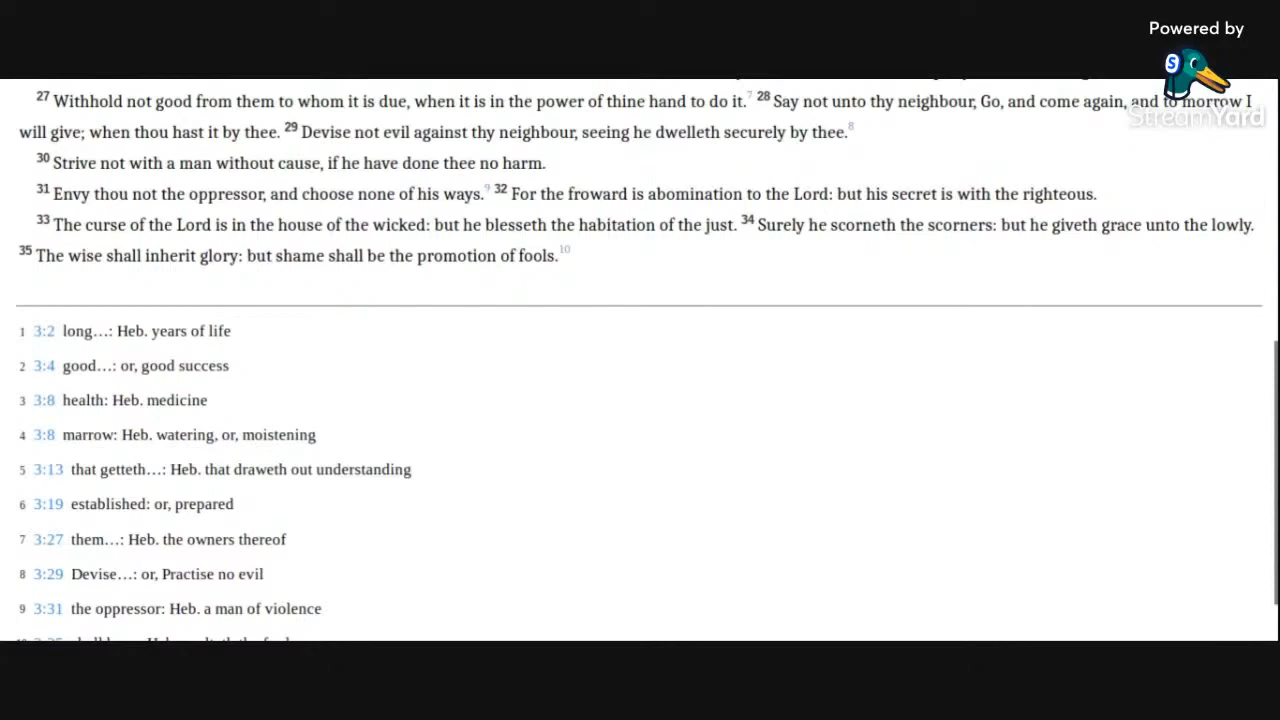 Powered by
StreamYard
27 Withhold not good from them to whom it is due, when it is in the power of thine hand to do it.7 28 Say not unto thy neighbour, Go, and come again, and to morrow I
will give; when thou hast it by thee. 29 Devise not evil against thy neighbour, seeing he dwelleth securely by thee.8
30 Strive not with a man without cause, if he have done thee no harm.
31 Envy thou not the oppressor, and choose none of his ways.9 32 For the froward is abomination to the Lord: but his secret is with the righteous.
33 The curse of the Lord is in the house of the wicked: but he blesseth the habitation of the just. 34 Surely he scorneth the scorners: but he giveth grace unto the lowly.
35 The wise shall inherit glory: but shame shall be the promotion of fools.10
1 3:2 long…: Heb. years of life
2 3:4 good…: or, good success
3 3:8 health: Heb. medicine
4 3:8 marrow: Heb. watering, or, moistening
5 3:13 that getteth…: Heb. that draweth out understanding
6 3:19 established: or, prepared
7 3:27 them…: Heb. the owners thereof
8 3:29 Devise…: or, Practise no evil
9 3:31 the oppressor: Heb. a man of violence